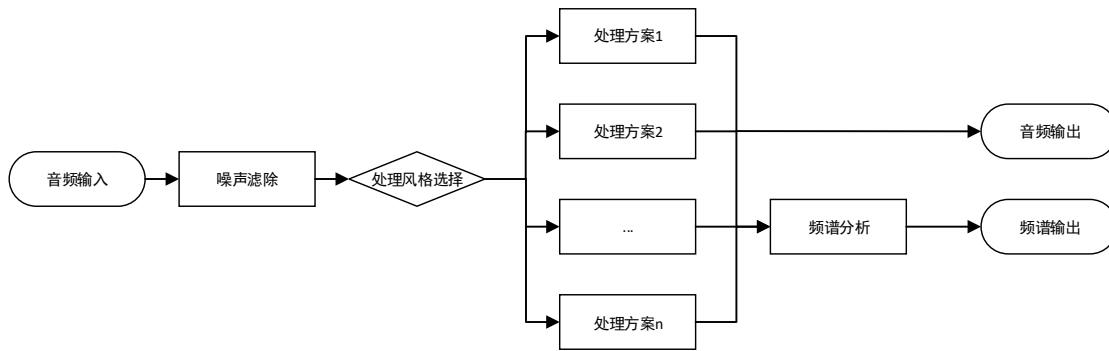 音频输入
噪声滤除
处理风格选择
处理方案1
处理方案2
...
处理方案n
频谱分析
音频输出
频谱输出